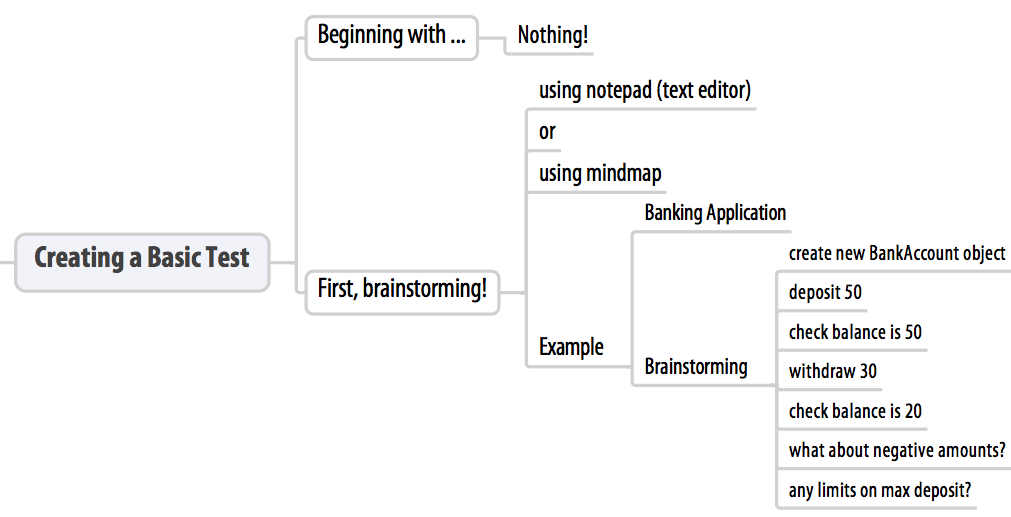 Creating a Basic Test
Beginning with ...
Nothing!
First, brainstorming!
using notepad (text editor)
or
using mindmap
Example
Banking Application
Brainstorming
create new BankAccount object
deposit 50
check balance is 50
withdraw 30
check balance is 20
what about negative amounts?
any limits on max deposit?